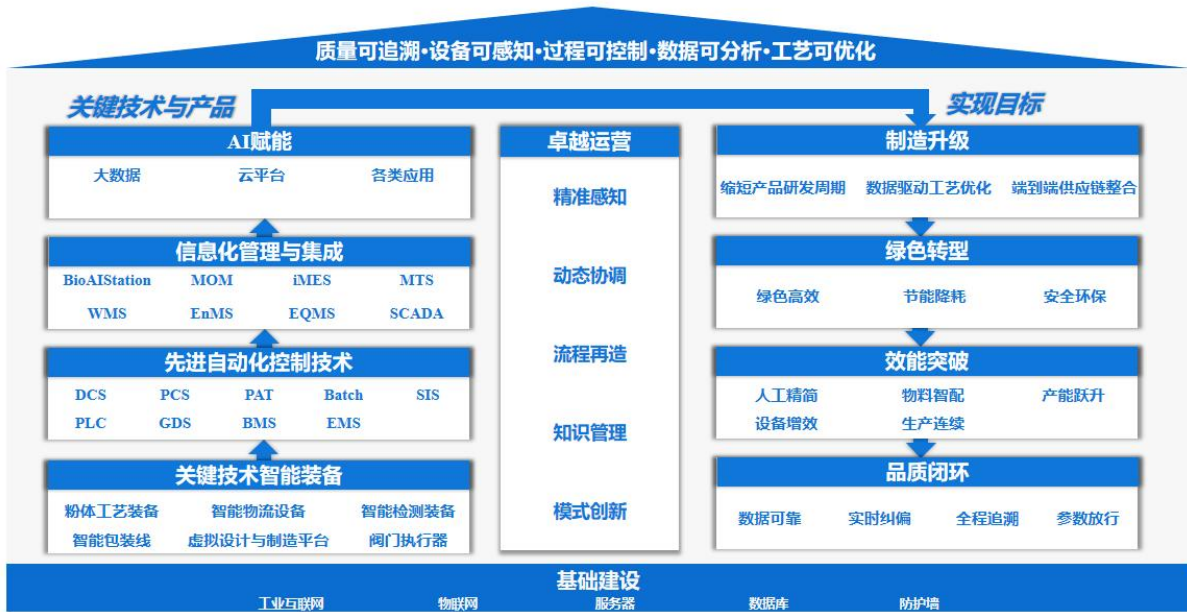 质量可追溯·设备可感知·过程可控制·数据可分析·工艺可优化
关键技术与产品
实现目标
AI赋能
大数据 云平台 各类应用
信息化管理与集成
BioAIStation MOM iMES MTS
WMS EnMS EQMS SCADA
先进自动化控制技术
DCS PCS PAT Batch SIS
PLC GDS BMS EMS
关键技术智能装备
粉体工艺装备 智能物流设备 智能检测装备
智能包装线 虚拟设计与制造平台 阀门执行器
卓越运营
精准感知
动态协调
流程再造
知识管理
模式创新
制造升级
缩短产品研发周期 数据驱动工艺优化 端到端供应链整合
绿色转型
绿色高效 节能降耗 安全环保
效能突破
人工精简 物料智配 产能跃升
设备增效 生产连续
品质闭环
数据可靠 实时纠偏 全程追溯 参数放行
基础建设
工业互联网 物联网 服务器 数据库 防护墙